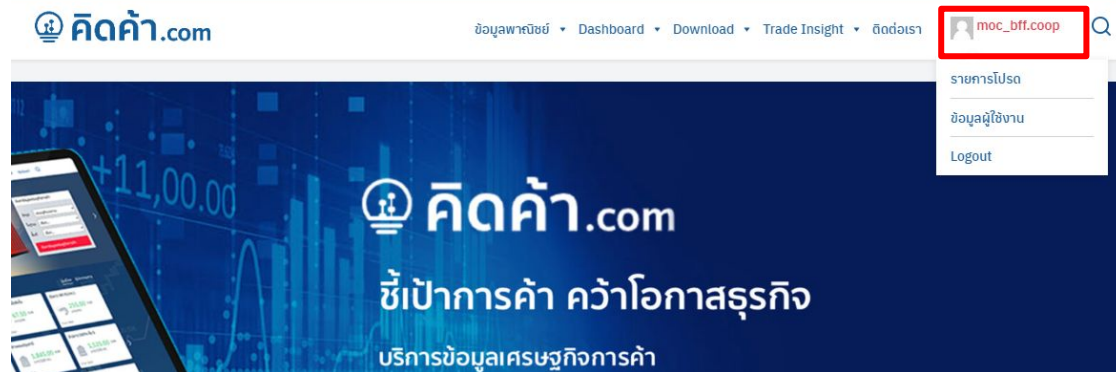 คิดค้า.com
ข้อมูลพาณิชย์ Dashboard Download Trade Insight ติดต่อเรา moc_bff.coop
รายการโปรด
ข้อมูลผู้ใช้งาน
Logout
+11,00.00
คิดค้า.com
ชี้เป้าการค้า คว้าโอกาสธุรกิจ
บริการข้อมูลเศรษฐกิจการค้า